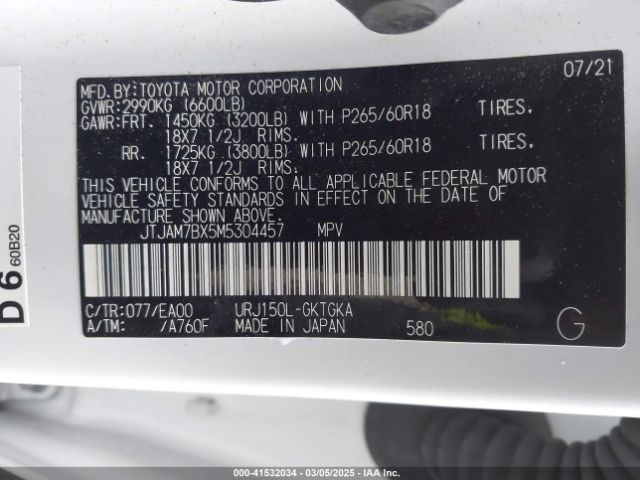 07/21
MFD.BY:TOYOTA MOTOR CORPORATION
GVWR:2990KG (6600LB)
GAWR:FRT. 1450KG (3200LB) WITH P265/60R18 TIRES.
18X7 1/2J RIMS.
RR. 1725KG (3800LB) WITH P265/60R18 TIRES.
18X7 1/2J RIMS.
THIS VEHICLE CONFORMS TO ALL APPLICABLE FEDERAL MOTOR
VEHICLE SAFETY STANDARDS IN EFFECT ON THE DATE OF
MANUFACTURE SHOWN ABOVE.
JTJAM7BX5M5304457 MPV
C/TR:077/EA00 URJ150L-GKTGKA
A/TM: /A760F MADE IN JAPAN 580 G
D 6
60B20
000-41532034 | 03/05/2025 - IAA Inc.